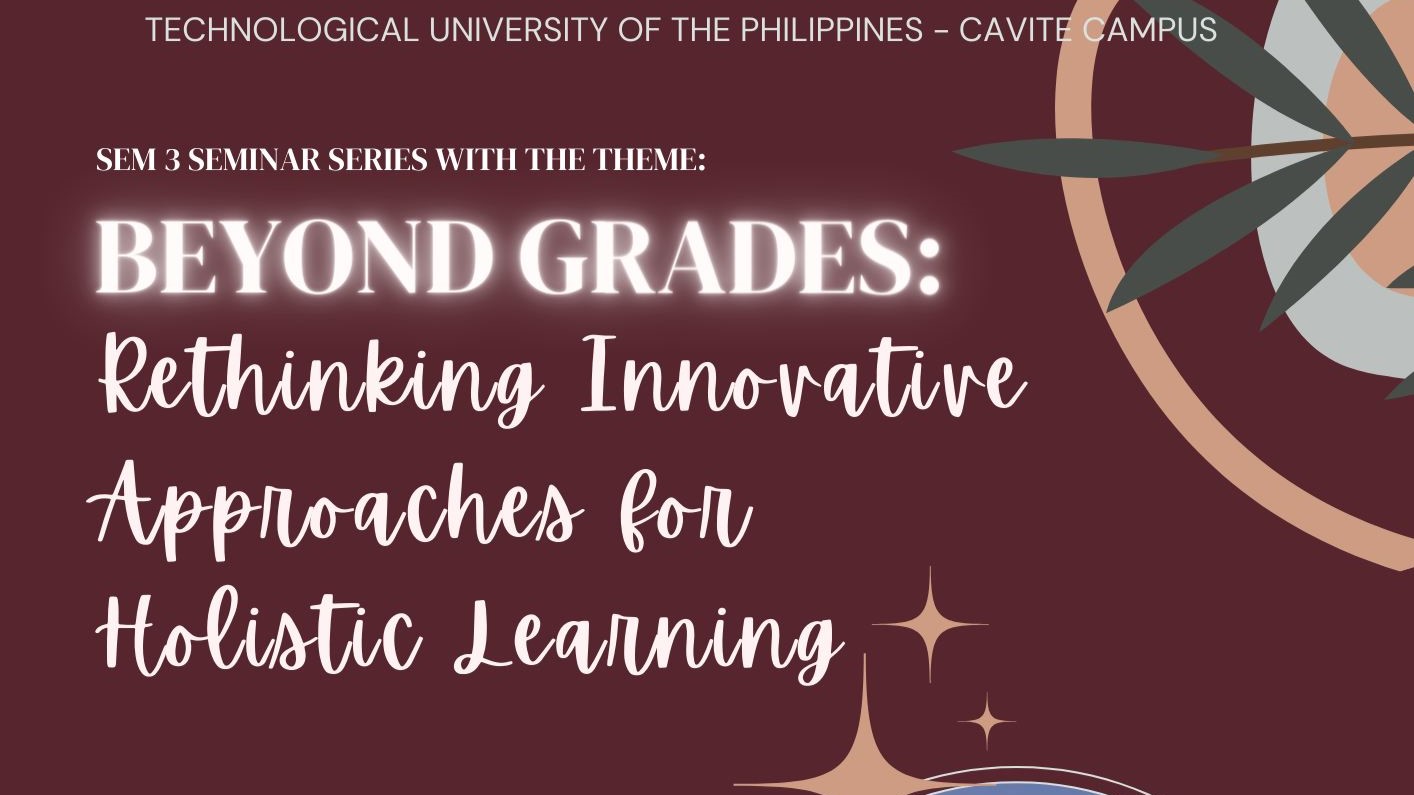 TECHNOLOGICAL UNIVERSITY OF THE PHILIPPINES - CAVITE CAMPUS
SEM 3 SEMINAR SERIES WITH THE THEME:
BEYOND GRADES:
Rethinking Innovative
Approaches for
Holistic Learning